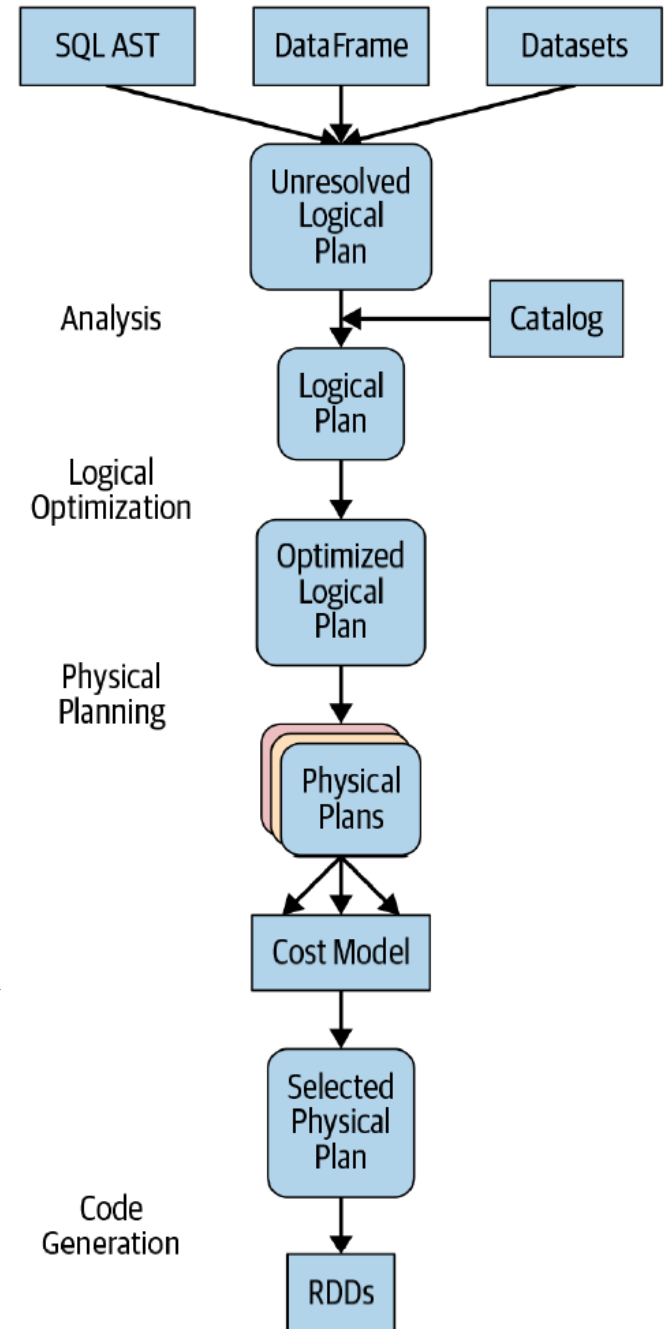 SQL AST
DataFrame
Datasets
Unresolved
Logical
Plan
Analysis
Catalog
Logical
Plan
Logical
Optimization
Optimized
Logical
Plan
Physical
Planning
Physical
Plans
Cost Model
Selected
Physical
Plan
Code
Generation
RDDs